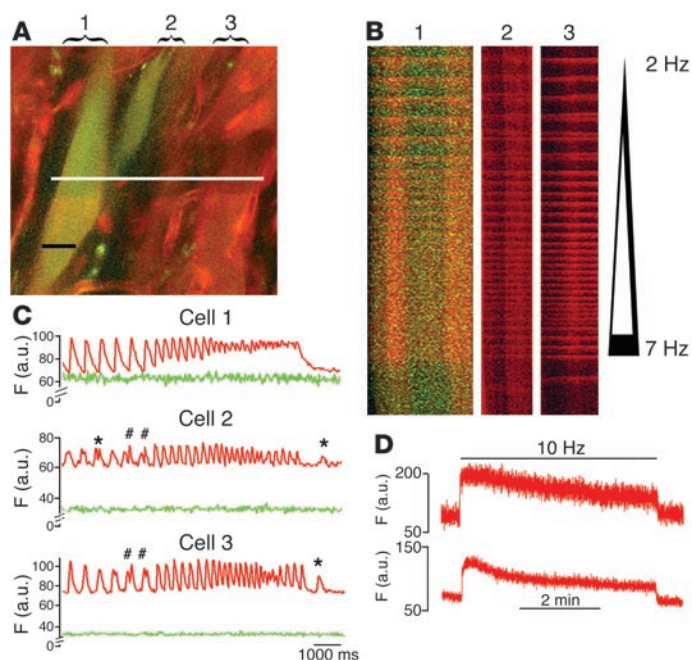 A 1 2 3
B 1 2 3
2 Hz
7 Hz
C
Cell 1
F (a.u.)
100
80
60
0
Cell 2
F (a.u.)
80
60
40
0
* # # *
Cell 3
F (a.u.)
100
80
60
40
0
# # *
1000 ms
D
10 Hz
F (a.u.)
200
50
F (a.u.)
150
50
2 min